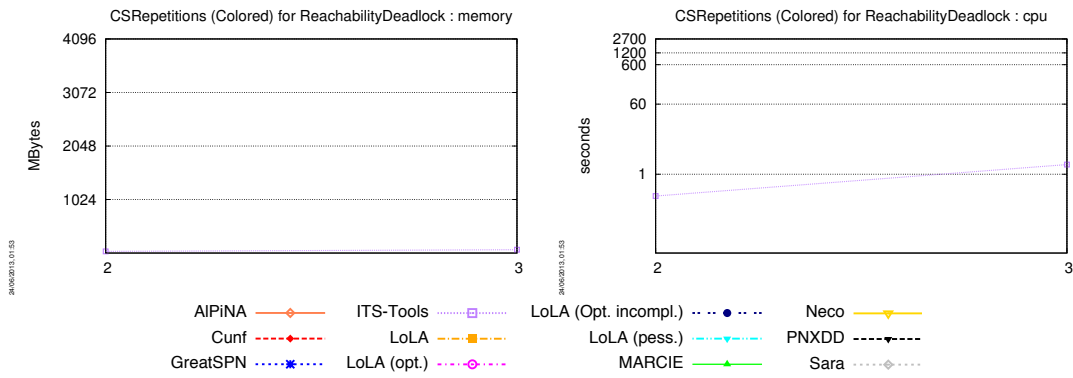 CSRepetitions (Colored) for ReachabilityDeadlock : memory
4096
3072
2048
1024
MBytes
2
3
24/06/2013, 01:53
CSRepetitions (Colored) for ReachabilityDeadlock : cpu
2700
1200
600
60
1
seconds
2
3
24/06/2013, 01:53
AlPiNA
Cunf
GreatSPN
ITS-Tools
LoLA
LoLA (opt.)
LoLA (Opt. incompl.)
LoLA (pess.)
MARCIE
Neco
PNXDD
Sara